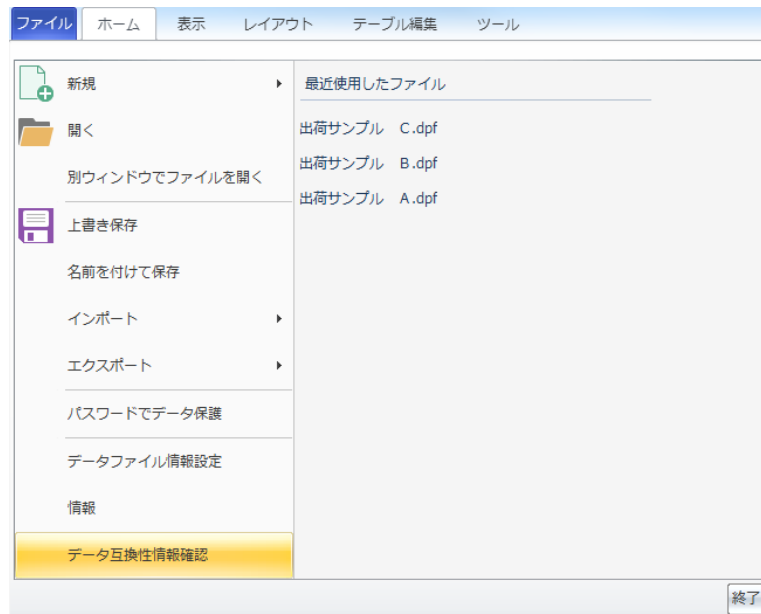 ファイル ホーム 表示 レイアウト テーブル編集 ツール
新規
開く
別ウィンドウでファイルを開く
上書き保存
名前を付けて保存
インポート
エクスポート
パスワードでデータ保護
データファイル情報設定
情報
データ互換性情報確認
最近使用したファイル
出荷サンプル　C.dpf
出荷サンプル　B.dpf
出荷サンプル　A.dpf
終了